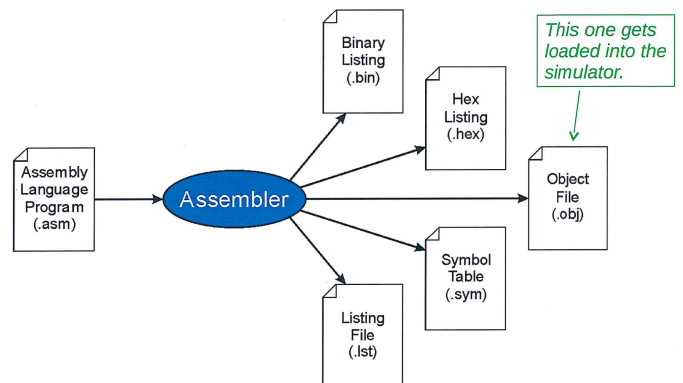 This one gets
loaded into the
simulator.
Binary
Listing
(.bin)
Hex
Listing
(.hex)
Assembly
Language
Program
(.asm)
Assembler
Object
File
(.obj)
Symbol
Table
(.sym)
Listing
File
(.lst)